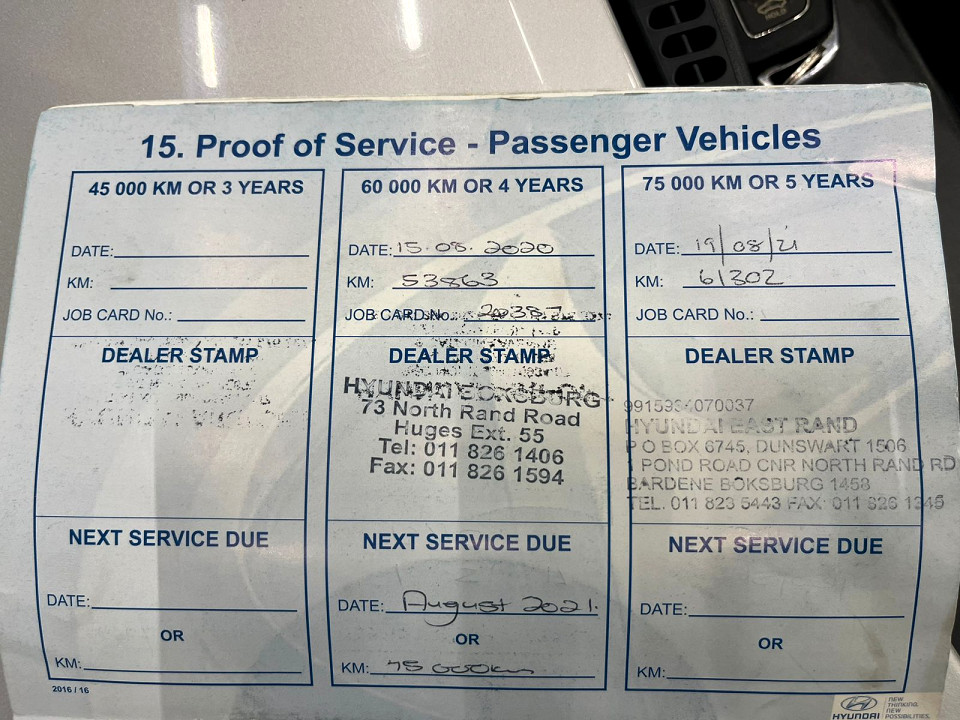 HOLD
15. Proof of Service - Passenger Vehicles
45 000 KM OR 3 YEARS
DATE:
KM:
JOB CARD No.:
DEALER STAMP
NEXT SERVICE DUE
DATE:
OR
KM:
2016 / 16
60 000 KM OR 4 YEARS
DATE: 15.08.2020
KM: 53863
JOB CARD No.:
DEALER STAMP
HYUNDAI BOKSBURG
73 North Rand Road
Huges Ext. 55
Tel: 011 826 1406
Fax: 011 826 1594
NEXT SERVICE DUE
DATE: August 2021.
OR
KM: 75 000km
75 000 KM OR 5 YEARS
DATE: 19/08/21
KM: 61302
JOB CARD No.:
DEALER STAMP
9915934070037
HYUNDAI EAST RAND
P O BOX 6745, DUNSWART 1506
1 POND ROAD CNR NORTH RAND RD
BARDENE BOKSBURG 1458
TEL. 011 823 5443 FAX: 011 826 1345
NEXT SERVICE DUE
DATE:
OR
KM:
HYUNDAI
NEW
THINKING.
NEW
POSSIBILITIES.